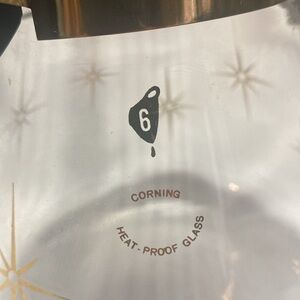 6
CORNING
HEAT-PROOF GLASS